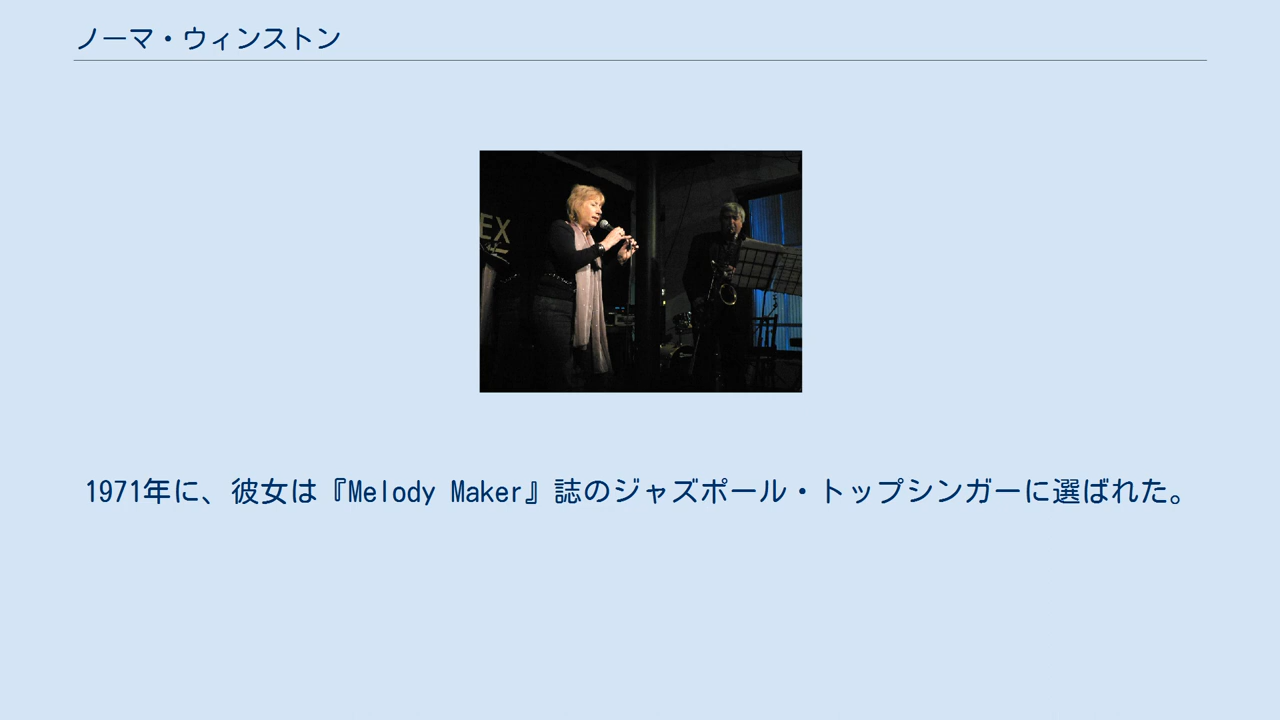 ノーマ・ウィンストン
EX
1971年に、彼女は『Melody Maker』誌のジャズポール・トップシンガーに選ばれた。